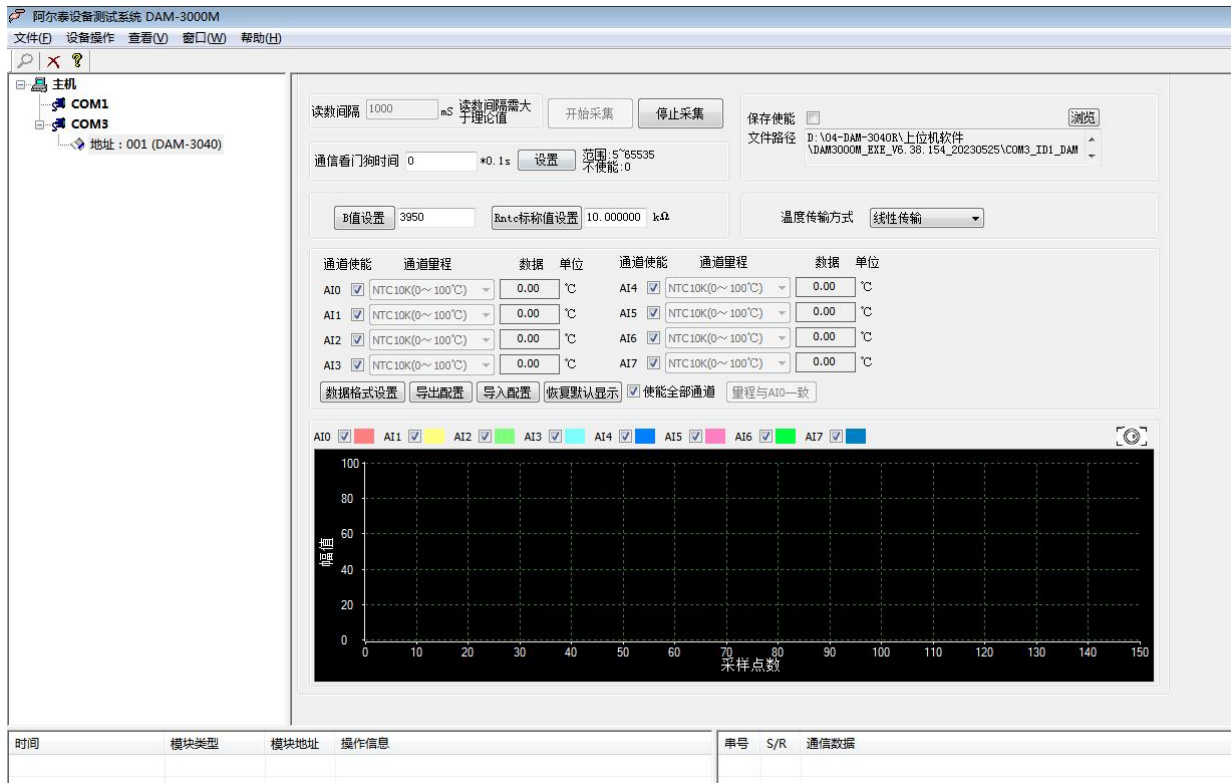 阿尔泰设备测试系统 DAM-3000M
文件(F) 设备操作 查看(V) 窗口(W) 帮助(H)
主机
COM1
COM3
地址：001 (DAM-3040)
读数间隔 1000 mS 读数间隔需大于理论值 开始采集 停止采集
通信看门狗时间 0 *0.1s 设置 范围:5~65535
不使能:0
保存使能 浏览
文件路径 D:\04-DAM-3040R\上位机软件
\DAM3000M_EXE_V6.38.154_20230525\COM3_ID1_DAM
B值设置 3950 Rntc标称值设置 10.000000 kΩ
温度传输方式 线性传输
通道使能 通道里程 数据 单位 通道使能 通道里程 数据 单位
AI0 NTC10K(0～100℃) 0.00 ℃ AI4 NTC10K(0～100℃) 0.00 ℃
AI1 NTC10K(0～100℃) 0.00 ℃ AI5 NTC10K(0～100℃) 0.00 ℃
AI2 NTC10K(0～100℃) 0.00 ℃ AI6 NTC10K(0～100℃) 0.00 ℃
AI3 NTC10K(0～100℃) 0.00 ℃ AI7 NTC10K(0～100℃) 0.00 ℃
数据格式设置 导出配置 导入配置 恢复默认显示 使能全部通道 量程与AI0一致
AI0 AI1 AI2 AI3 AI4 AI5 AI6 AI7
100
80
60
40
20
0
幅值
0 10 20 30 40 50 60 70 80 90 100 110 120 130 140 150
采样点数
时间 模块类型 模块地址 操作信息 串号 S/R 通信数据